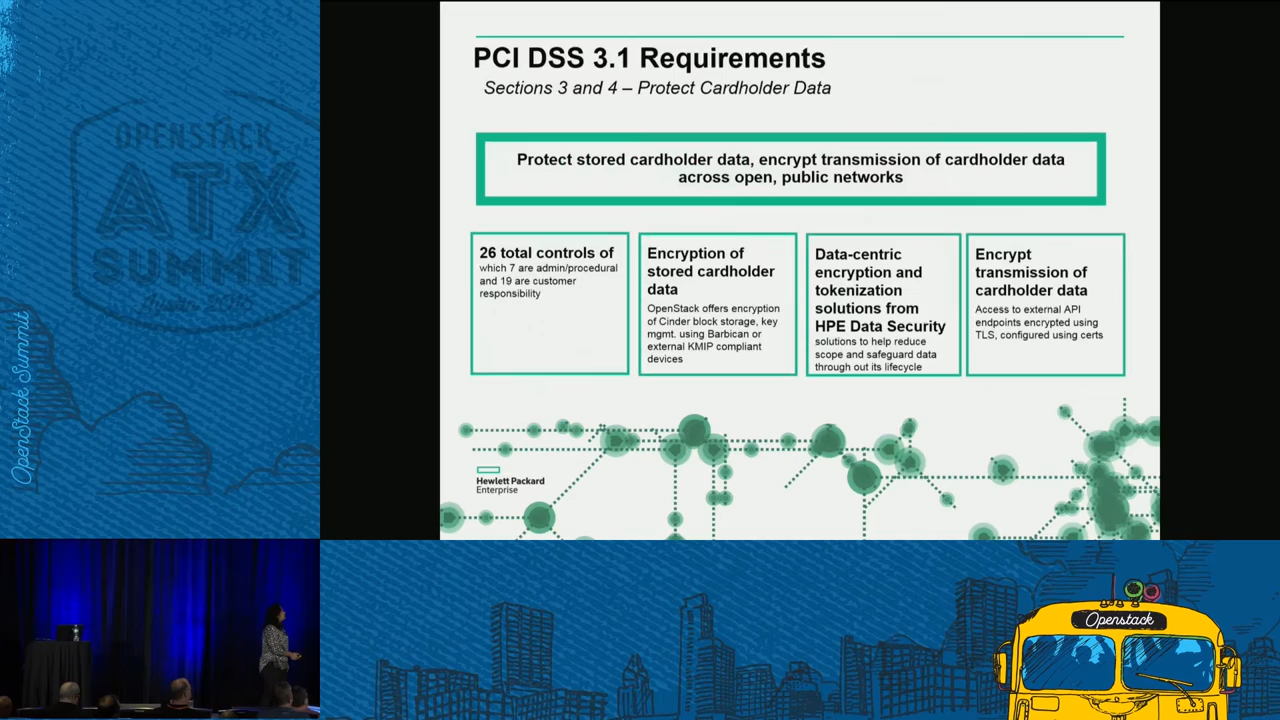 OPENSTACK
ATX
SUMMIT
OpenStack Summit
PCI DSS 3.1 Requirements
Sections 3 and 4 – Protect Cardholder Data
Protect stored cardholder data, encrypt transmission of cardholder data
across open, public networks
26 total controls of
which 7 are admin/procedural
and 19 are customer
responsibility
Encryption of
stored cardholder
data
OpenStack offers encryption
of Cinder block storage, key
mgmt. using Barbican or
external KMIP compliant
devices
Data-centric
encryption and
tokenization
solutions from
HPE Data Security
solutions to help reduce
scope and safeguard data
through out its lifecycle
Encrypt
transmission of
cardholder data
Access to external API
endpoints encrypted using
TLS, configured using certs
Hewlett Packard
Enterprise
Openstack